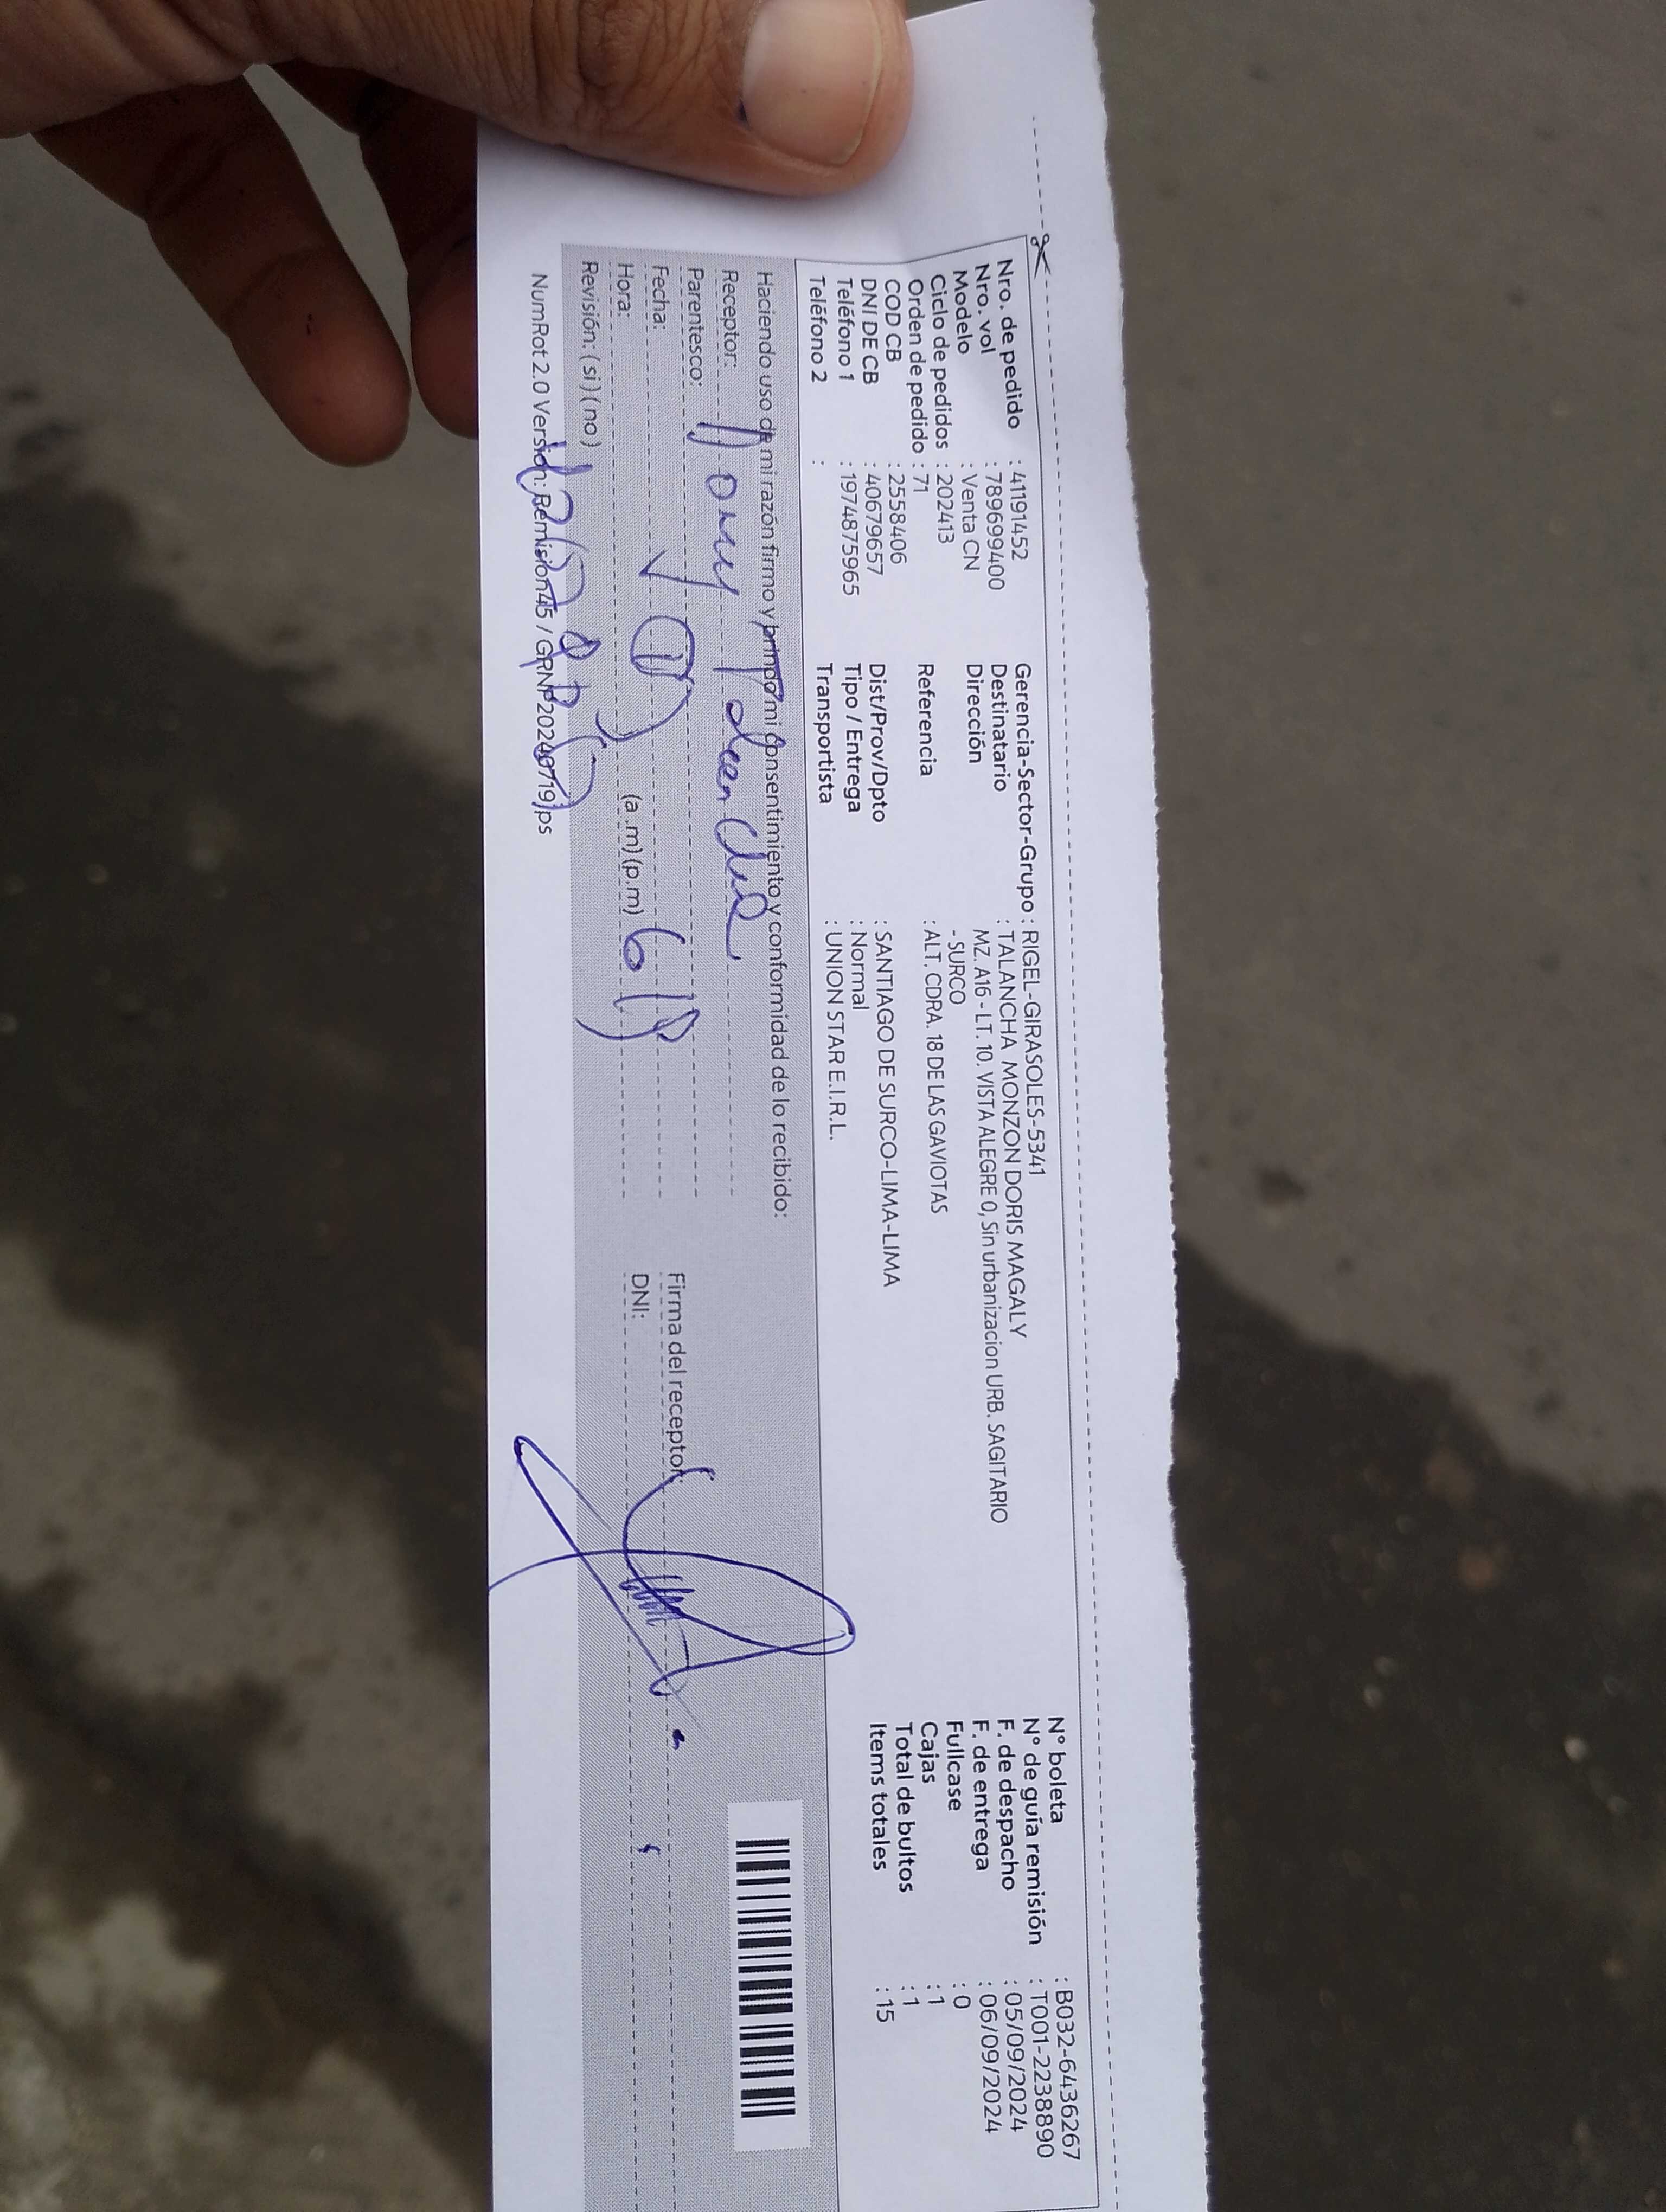 Nro. de pedido : 41191452
Nro. vol : 789699400
Modelo : Venta CN
Ciclo de pedidos : 202413
Orden de pedido : 71
COD CB : 2558406
DNI DE CB : 40679657
Teléfono 1 : 1974875965
Teléfono 2 :
Gerencia-Sector-Grupo : RIGEL-GIRASOLES-5341
Destinatario : TALANCHA MONZON DORIS MAGALY
Dirección MZ. A16 - LT. 10. VISTA ALEGRE 0, Sin urbanizacion URB. SAGITARIO
- SURCO
Referencia : ALT. CDRA. 18 DE LAS GAVIOTAS
Dist/Prov/Dpto : SANTIAGO DE SURCO-LIMA-LIMA
Tipo / Entrega : Normal
Transportista : UNION STAR E.I.R.L.
N° boleta : B032-6436267
N° de guía remisión : T001-2238890
F. de despacho : 05/09/2024
F. de entrega : 06/09/2024
Fullcase : 0
Cajas : 1
Total de bultos : 1
Items totales : 15
Haciendo uso de mi razón firmo y brindo mi consentimiento y conformidad de lo recibido:
Receptor:
Parentesco:
Fecha:
Hora: (a.m) (p.m)
Revisión: ( si ) ( no )
Firma del receptor:
DNI:
NumRot 2.0 Versión: Remision45 / GRNP20240719)ps